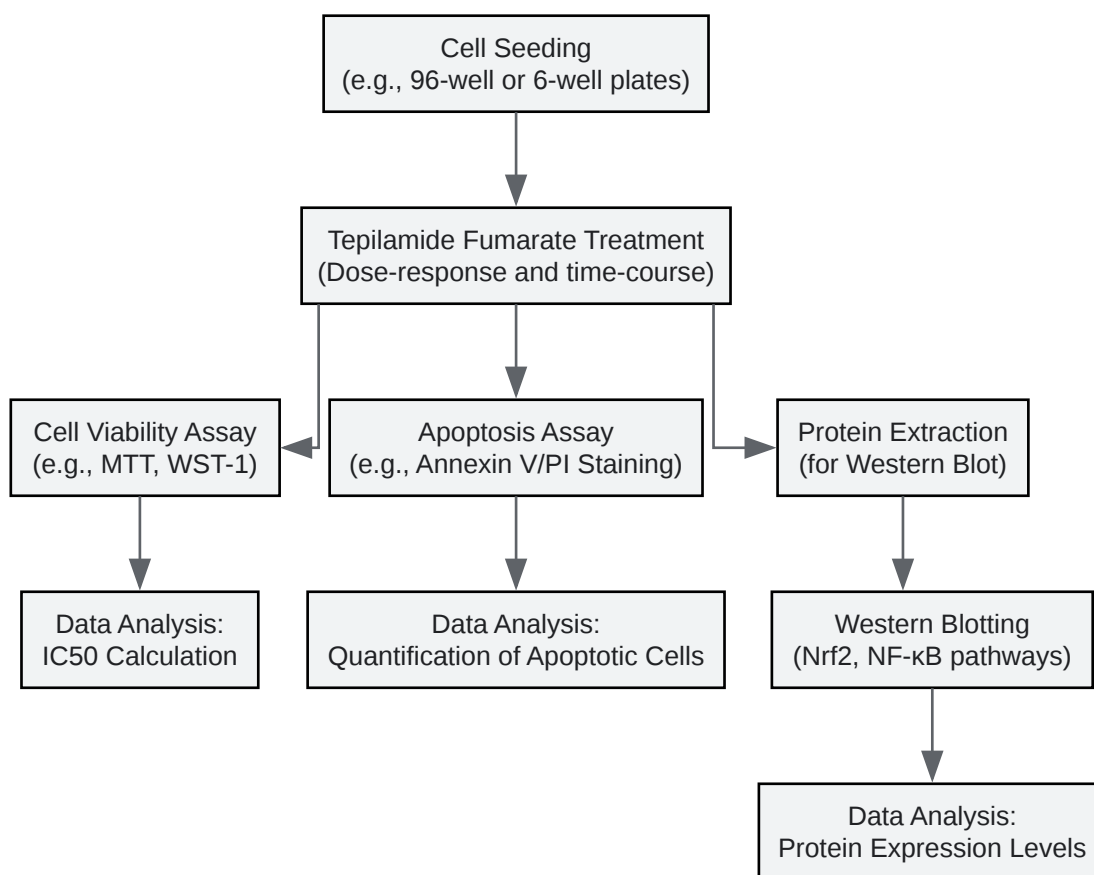 Cell Seeding
(e.g., 96-well or 6-well plates)
Tepilamide Fumarate Treatment
(Dose-response and time-course)
Cell Viability Assay
(e.g., MTT, WST-1)
Apoptosis Assay
(e.g., Annexin V/PI Staining)
Protein Extraction
(for Western Blot)
Data Analysis:
IC50 Calculation
Data Analysis:
Quantification of Apoptotic Cells
Western Blotting
(Nrf2, NF-κB pathways)
Data Analysis:
Protein Expression Levels